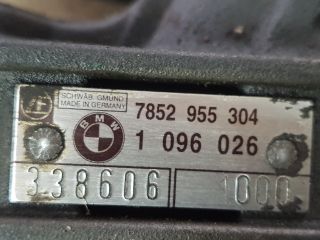 SCHWÄB. GMÜND
MADE IN GERMANY
7852 955 304
BMW
1 096 026
338606 1000